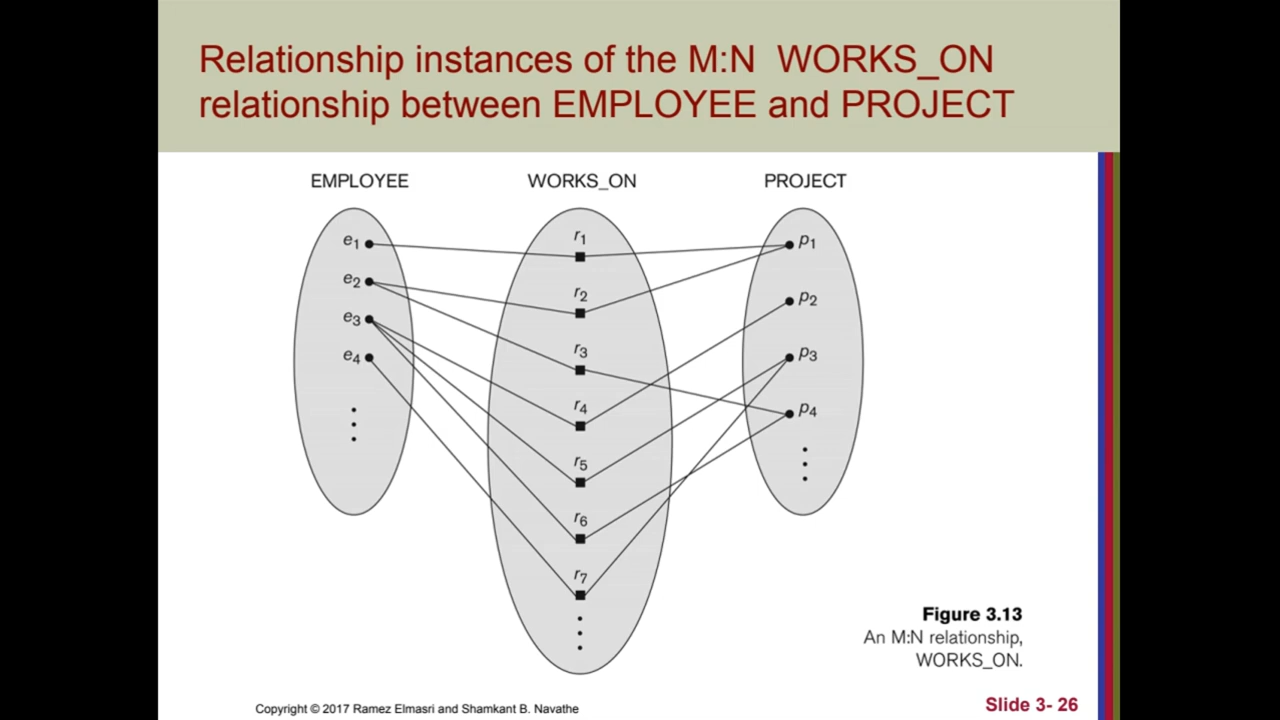 Relationship instances of the M:N  WORKS_ON
relationship between EMPLOYEE and PROJECT
EMPLOYEE
WORKS_ON
PROJECT
e1
e2
e3
e4
r1
r2
r3
r4
r5
r6
r7
p1
p2
p3
p4
Figure 3.13
An M:N relationship,
WORKS_ON.
Copyright © 2017 Ramez Elmasri and Shamkant B. Navathe
Slide 3- 26